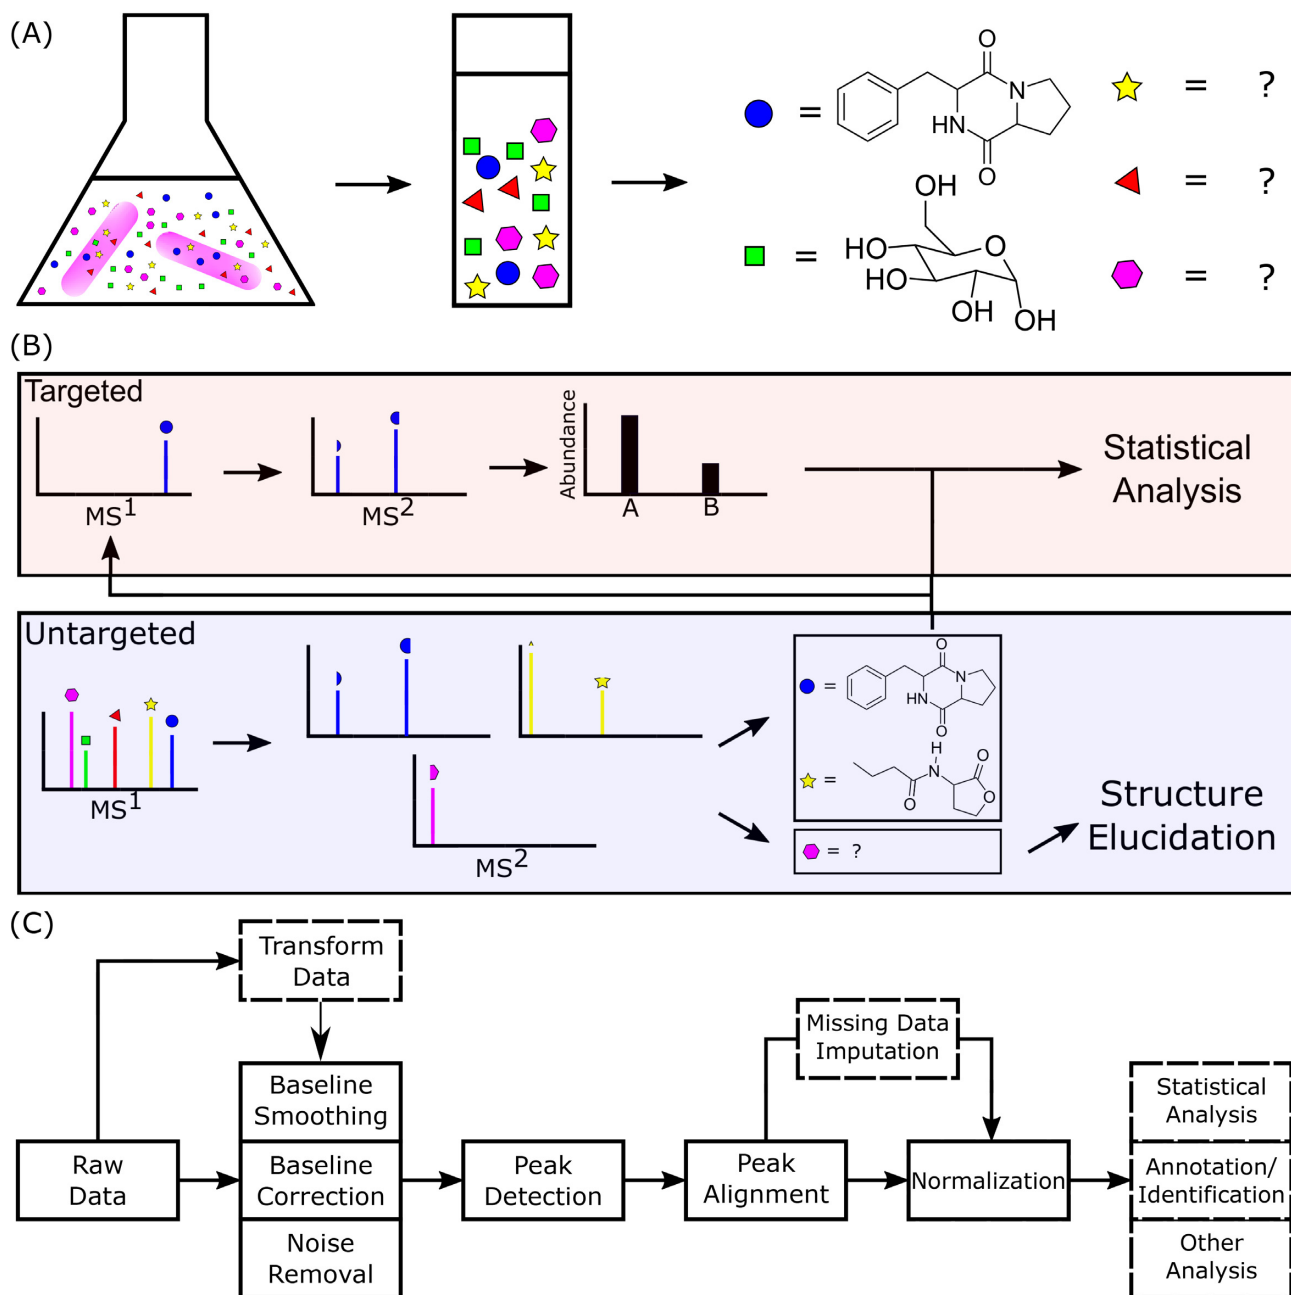 (A)
O
N
HN
O
= 
= ?
= ?
OH
HO
O
HO
HO
=
OH
OH
= ?
(B)
Targeted
MS1
MS2
Abundance
A
B
Statistical
Analysis
Untargeted
MS1
MS2
=
O
N
HN
O
=
H
N
O
O
O
= ?
Structure
Elucidation
(C)
Transform
Data
Missing Data
Imputation
Baseline
Smoothing
Statistical
Analysis
Raw
Data
Baseline
Correction
Peak
Detection
Peak
Alignment
Normalization
Annotation/
Identification
Noise
Removal
Other
Analysis